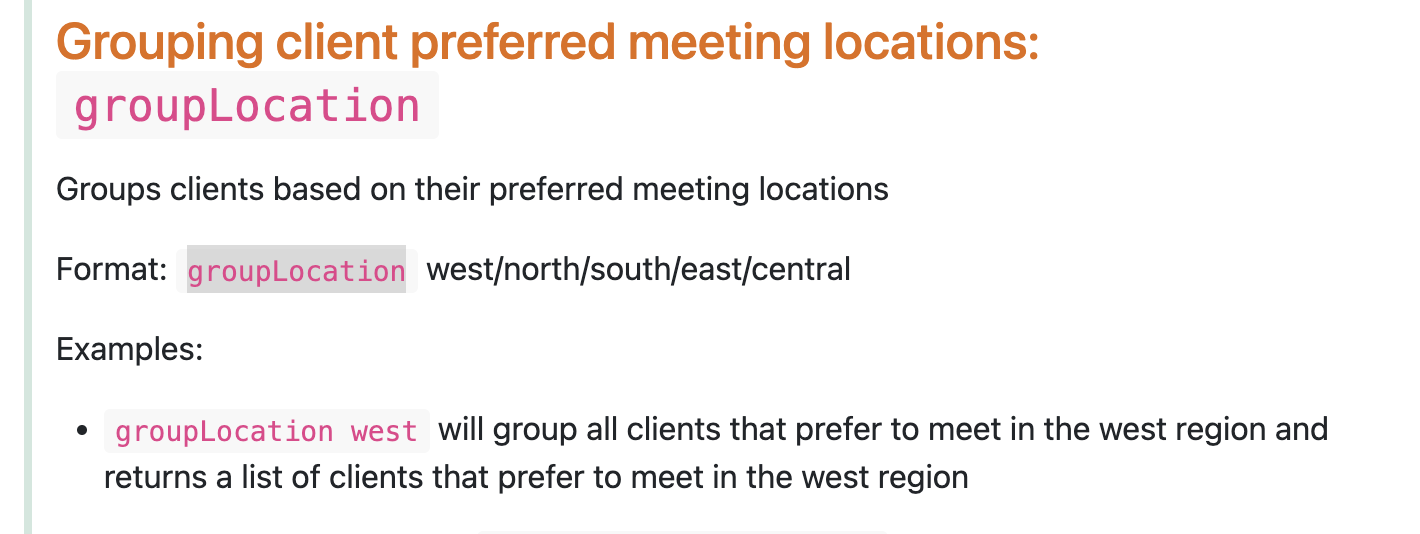 Grouping client preferred meeting locations:
groupLocation
Groups clients based on their preferred meeting locations
Format: groupLocation west/north/south/east/central
Examples:
• groupLocation west will group all clients that prefer to meet in the west region and
returns a list of clients that prefer to meet in the west region